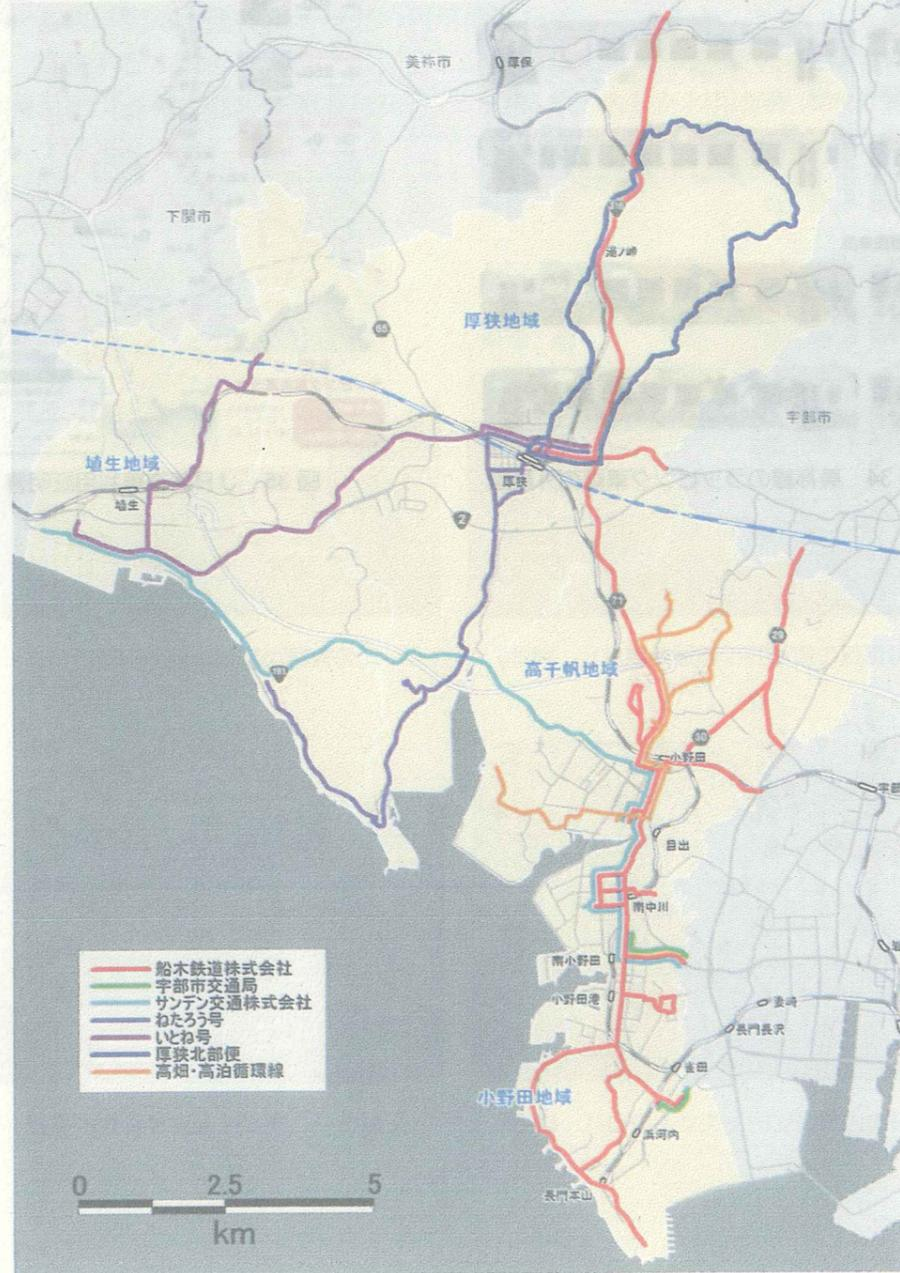 美祢市
厚保
下関市
湯ノ峠
厚狭地域
65
宇部市
埴生地域
埴生
厚狭
2
71
29
高千帆地域
191
30
小野田
目出
南中川
南小野田
小野田港
妻崎
長門長沢
雀田
小野田地域
浜河内
長門本山
船木鉄道株式会社
宇部市交通局
サンデン交通株式会社
ねたろう号
いとね号
厚狭北部便
高畑・高泊循環線
0 2.5 5
km